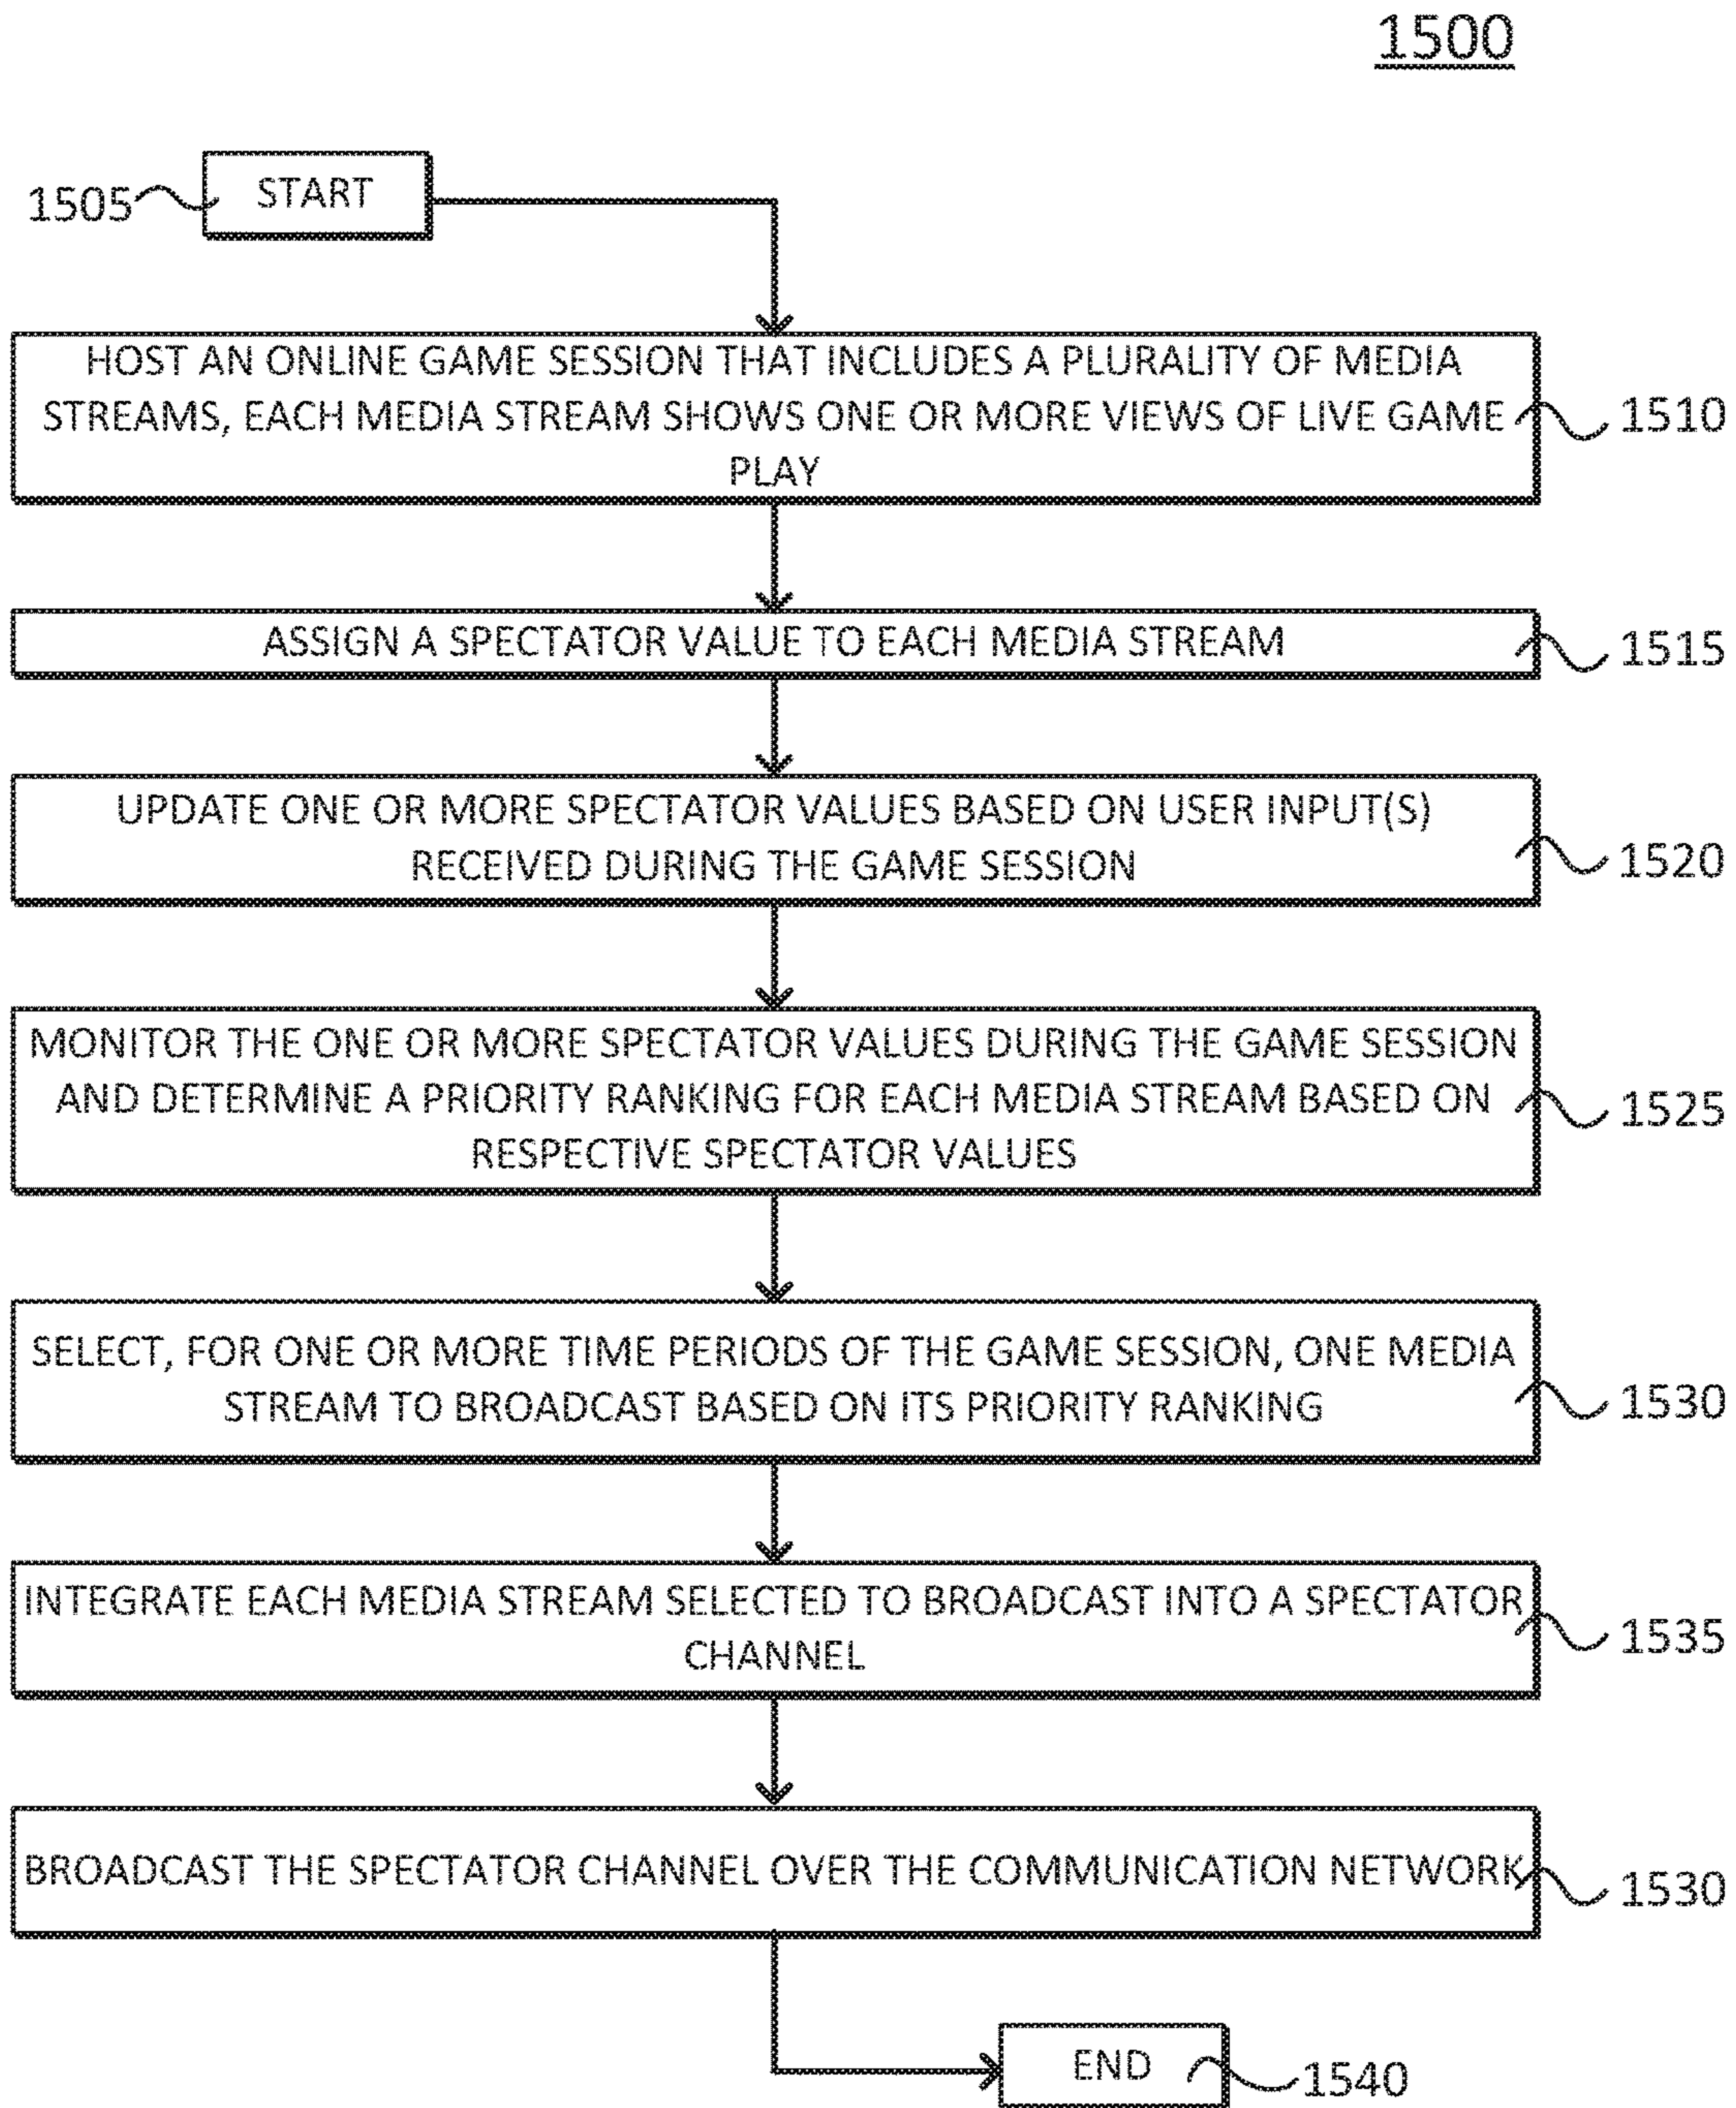 1500
1505
START
HOST AN ONLINE GAME SESSION THAT INCLUDES A PLURALITY OF MEDIA
STREAMS, EACH MEDIA STREAM SHOWS ONE OR MORE VIEWS OF LIVE GAME
PLAY
1510
ASSIGN A SPECTATOR VALUE TO EACH MEDIA STREAM
1515
UPDATE ONE OR MORE SPECTATOR VALUES BASED ON USER INPUT(S)
RECEIVED DURING THE GAME SESSION
1520
MONITOR THE ONE OR MORE SPECTATOR VALUES DURING THE GAME SESSION
AND DETERMINE A PRIORITY RANKING FOR EACH MEDIA STREAM BASED ON
RESPECTIVE SPECTATOR VALUES
1525
SELECT, FOR ONE OR MORE TIME PERIODS OF THE GAME SESSION, ONE MEDIA
STREAM TO BROADCAST BASED ON ITS PRIORITY RANKING
1530
INTEGRATE EACH MEDIA STREAM SELECTED TO BROADCAST INTO A SPECTATOR
CHANNEL
1535
BROADCAST THE SPECTATOR CHANNEL OVER THE COMMUNICATION NETWORK
1530
END
1540